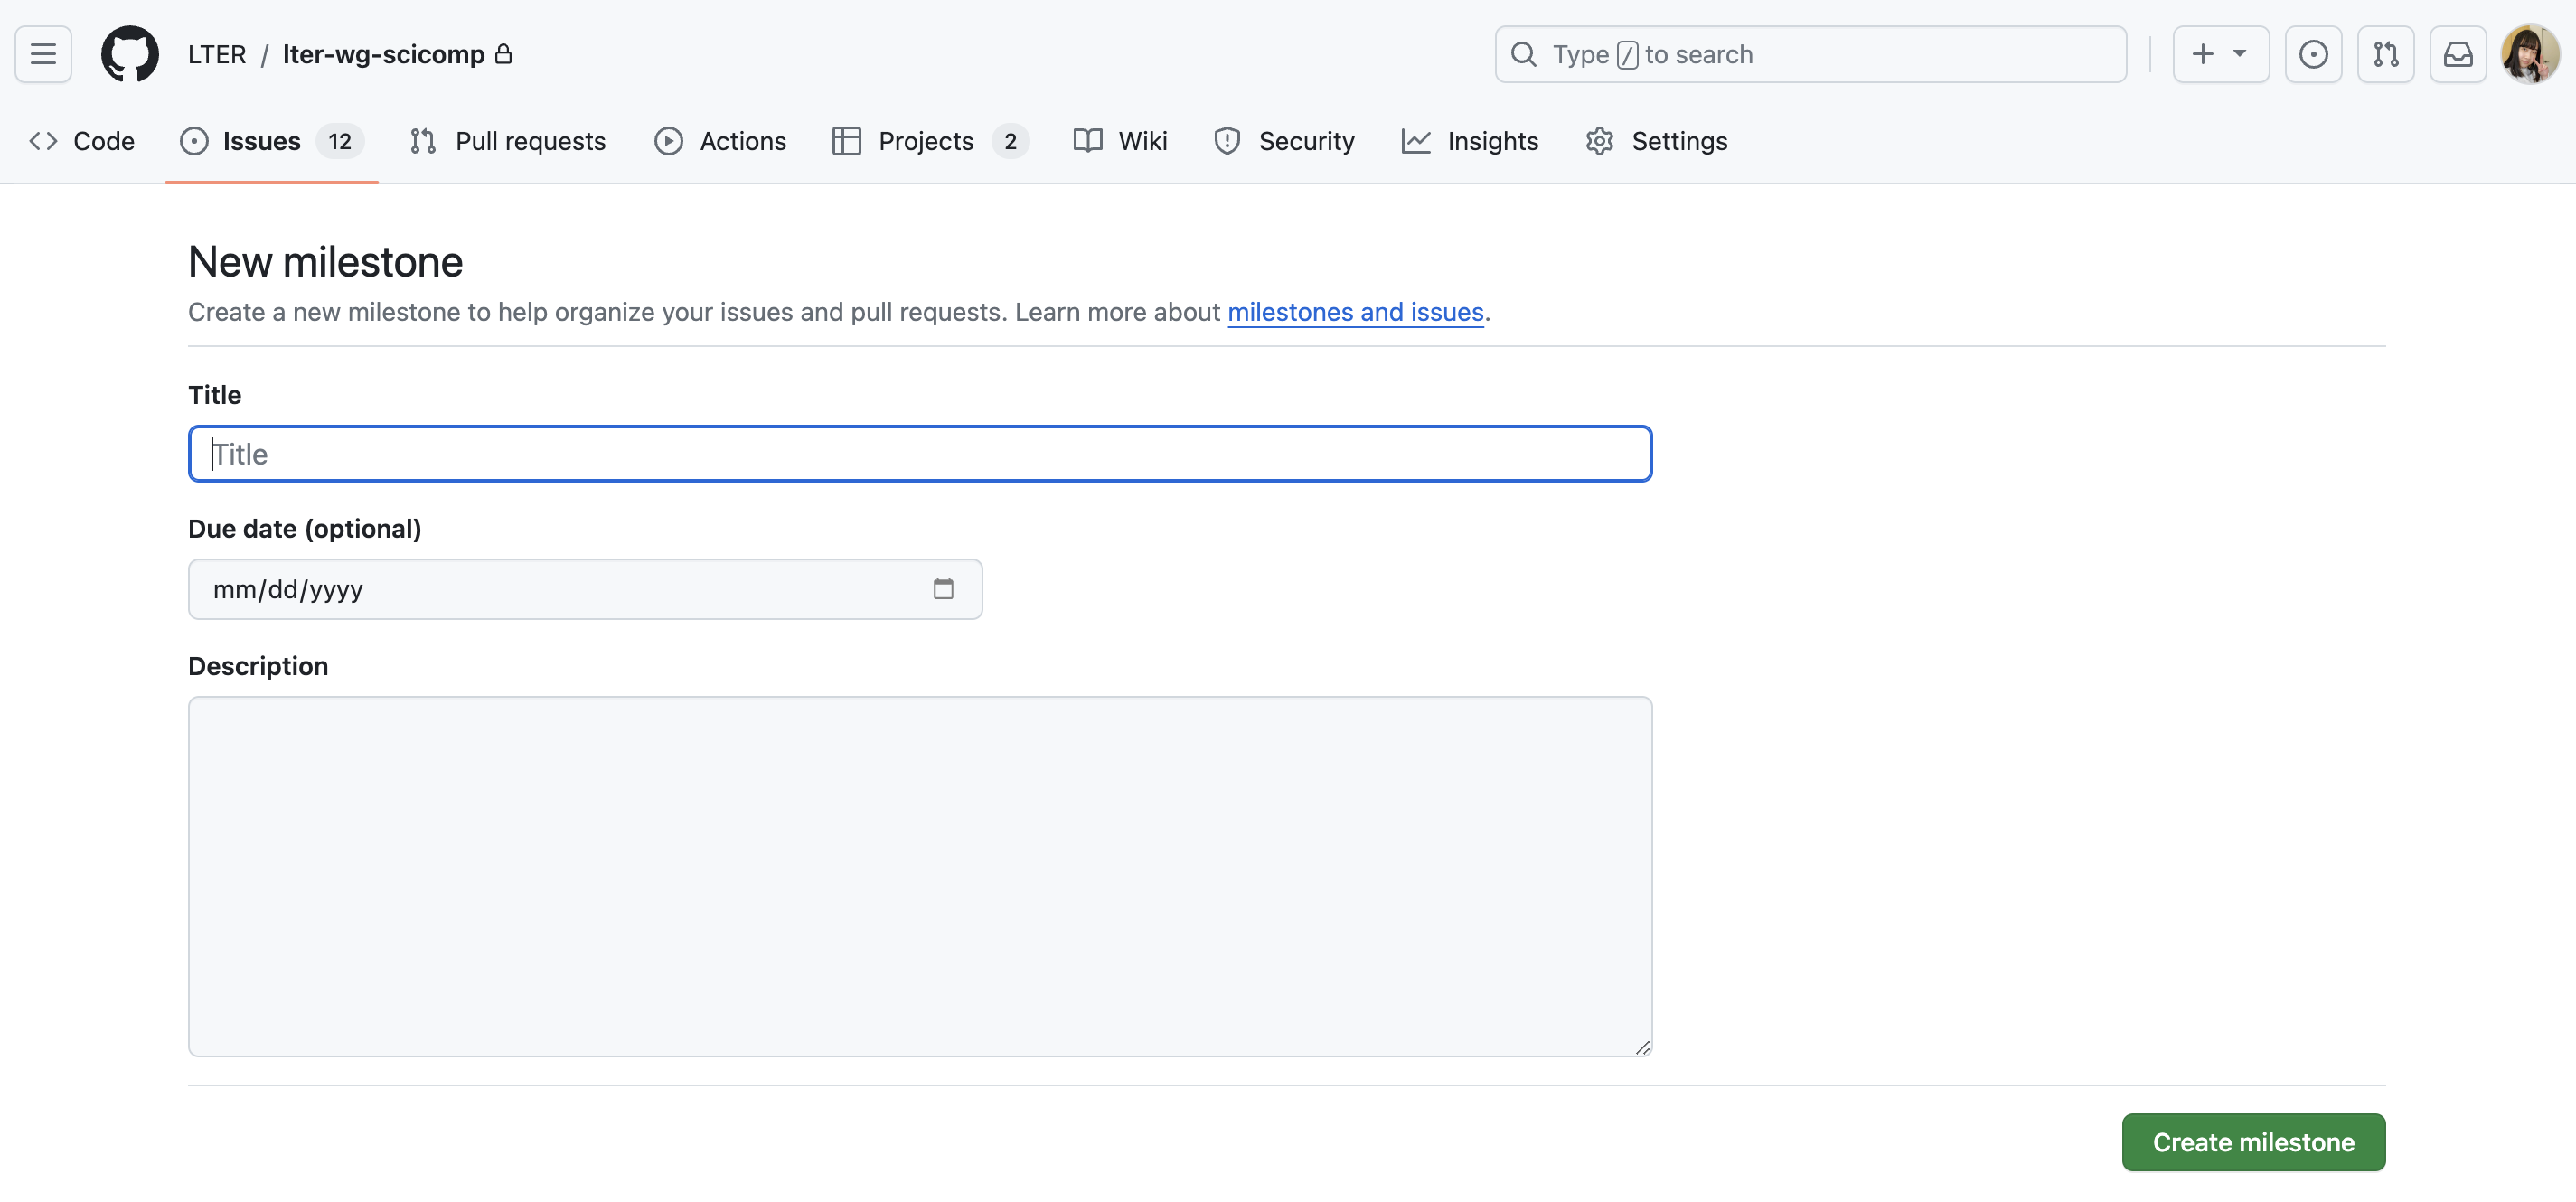 LTER / lter-wg-scicomp
Type / to search
Code Issues 12 Pull requests Actions Projects 2 Wiki Security Insights Settings
New milestone
Create a new milestone to help organize your issues and pull requests. Learn more about milestones and issues.
Title
Title
Due date (optional)
mm/dd/yyyy
Description
Create milestone